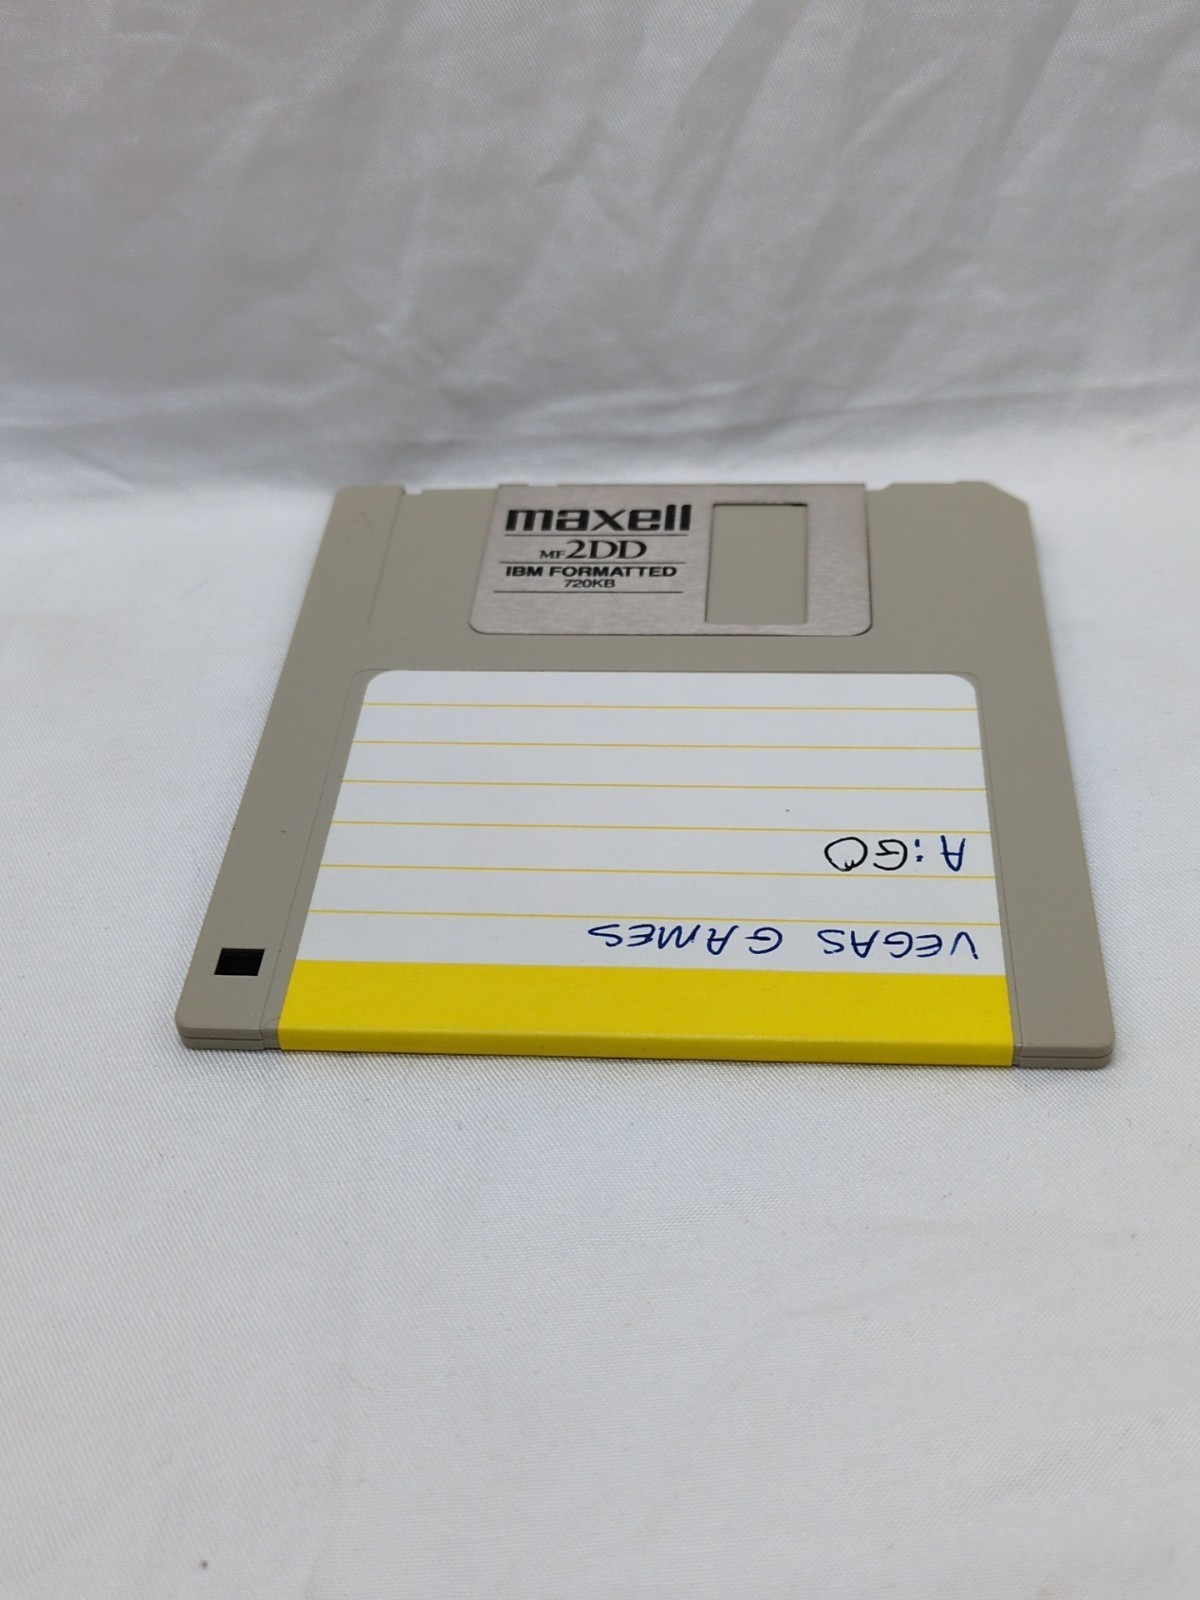 maxell
MF2DD
IBM FORMATTED
720KB
VEGAS GAMES
A:GO